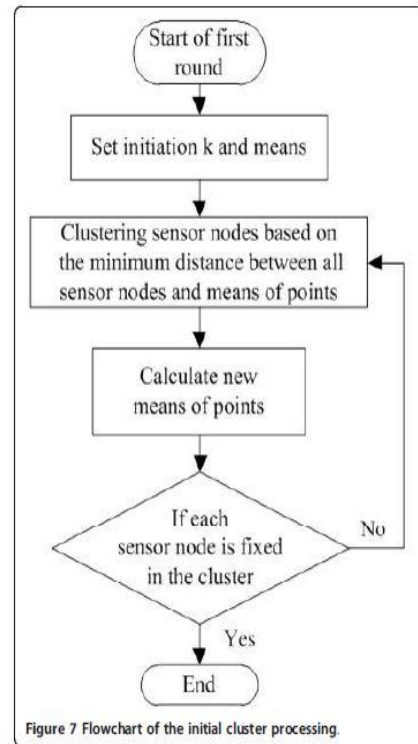 Start of first
round
Set initiation k and means
Clustering sensor nodes based on
the minimum distance between all
sensor nodes and means of points
Calculate new
means of points
If each
sensor node is fixed
in the cluster
No
Yes
End
Figure 7 Flowchart of the initial cluster processing.